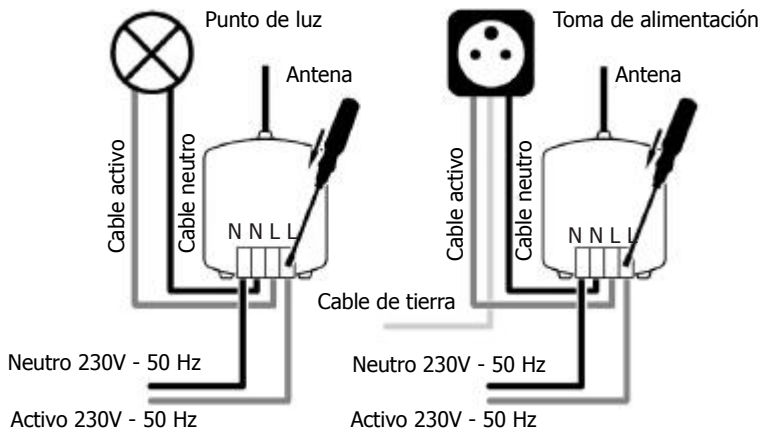 Punto de luz
Antena
Cable activo
Cable neutro
N N L L
Neutro 230V - 50 Hz
Activo 230V - 50 Hz
Toma de alimentación
Antena
Cable activo
Cable neutro
N N L L
Cable de tierra
Neutro 230V - 50 Hz
Activo 230V - 50 Hz